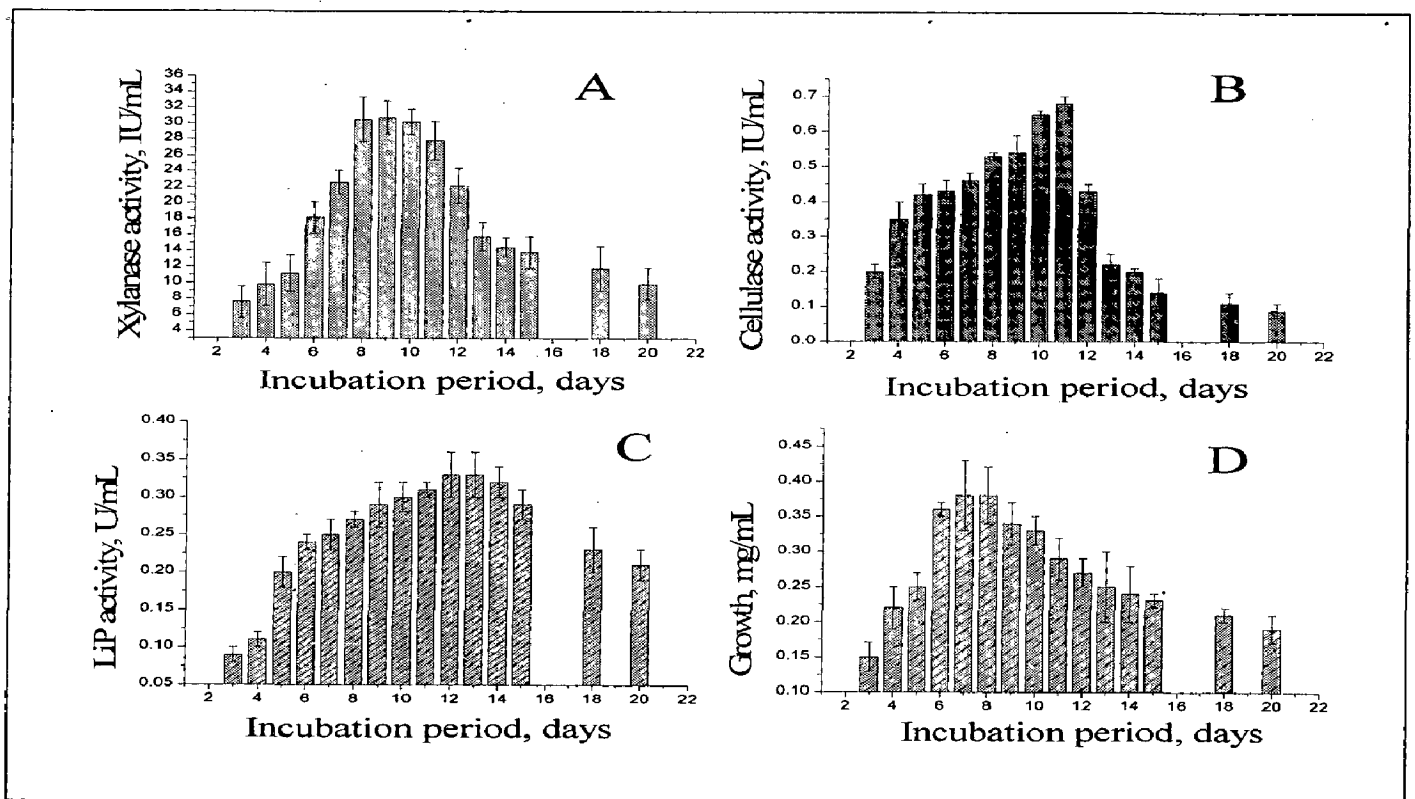 A
Xylanase activity, IU/mL
36
34
32
30
28
26
24
22
20
18
16
14
12
10
8
6
4
2 4 6 8 10 12 14 16 18 20 22
Incubation period, days
B
Cellulase activity, IU/mL
0.7
0.6
0.5
0.4
0.3
0.2
0.1
0.0
2 4 6 8 10 12 14 16 18 20 22
Incubation period, days
C
LiP activity, U/mL
0.40
0.35
0.30
0.25
0.20
0.15
0.10
0.05
2 4 6 8 10 12 14 16 18 20 22
Incubation period, days
D
Growth, mg/mL
0.45
0.40
0.35
0.30
0.25
0.20
0.15
0.10
2 4 6 8 10 12 14 16 18 20 22
Incubation period, days